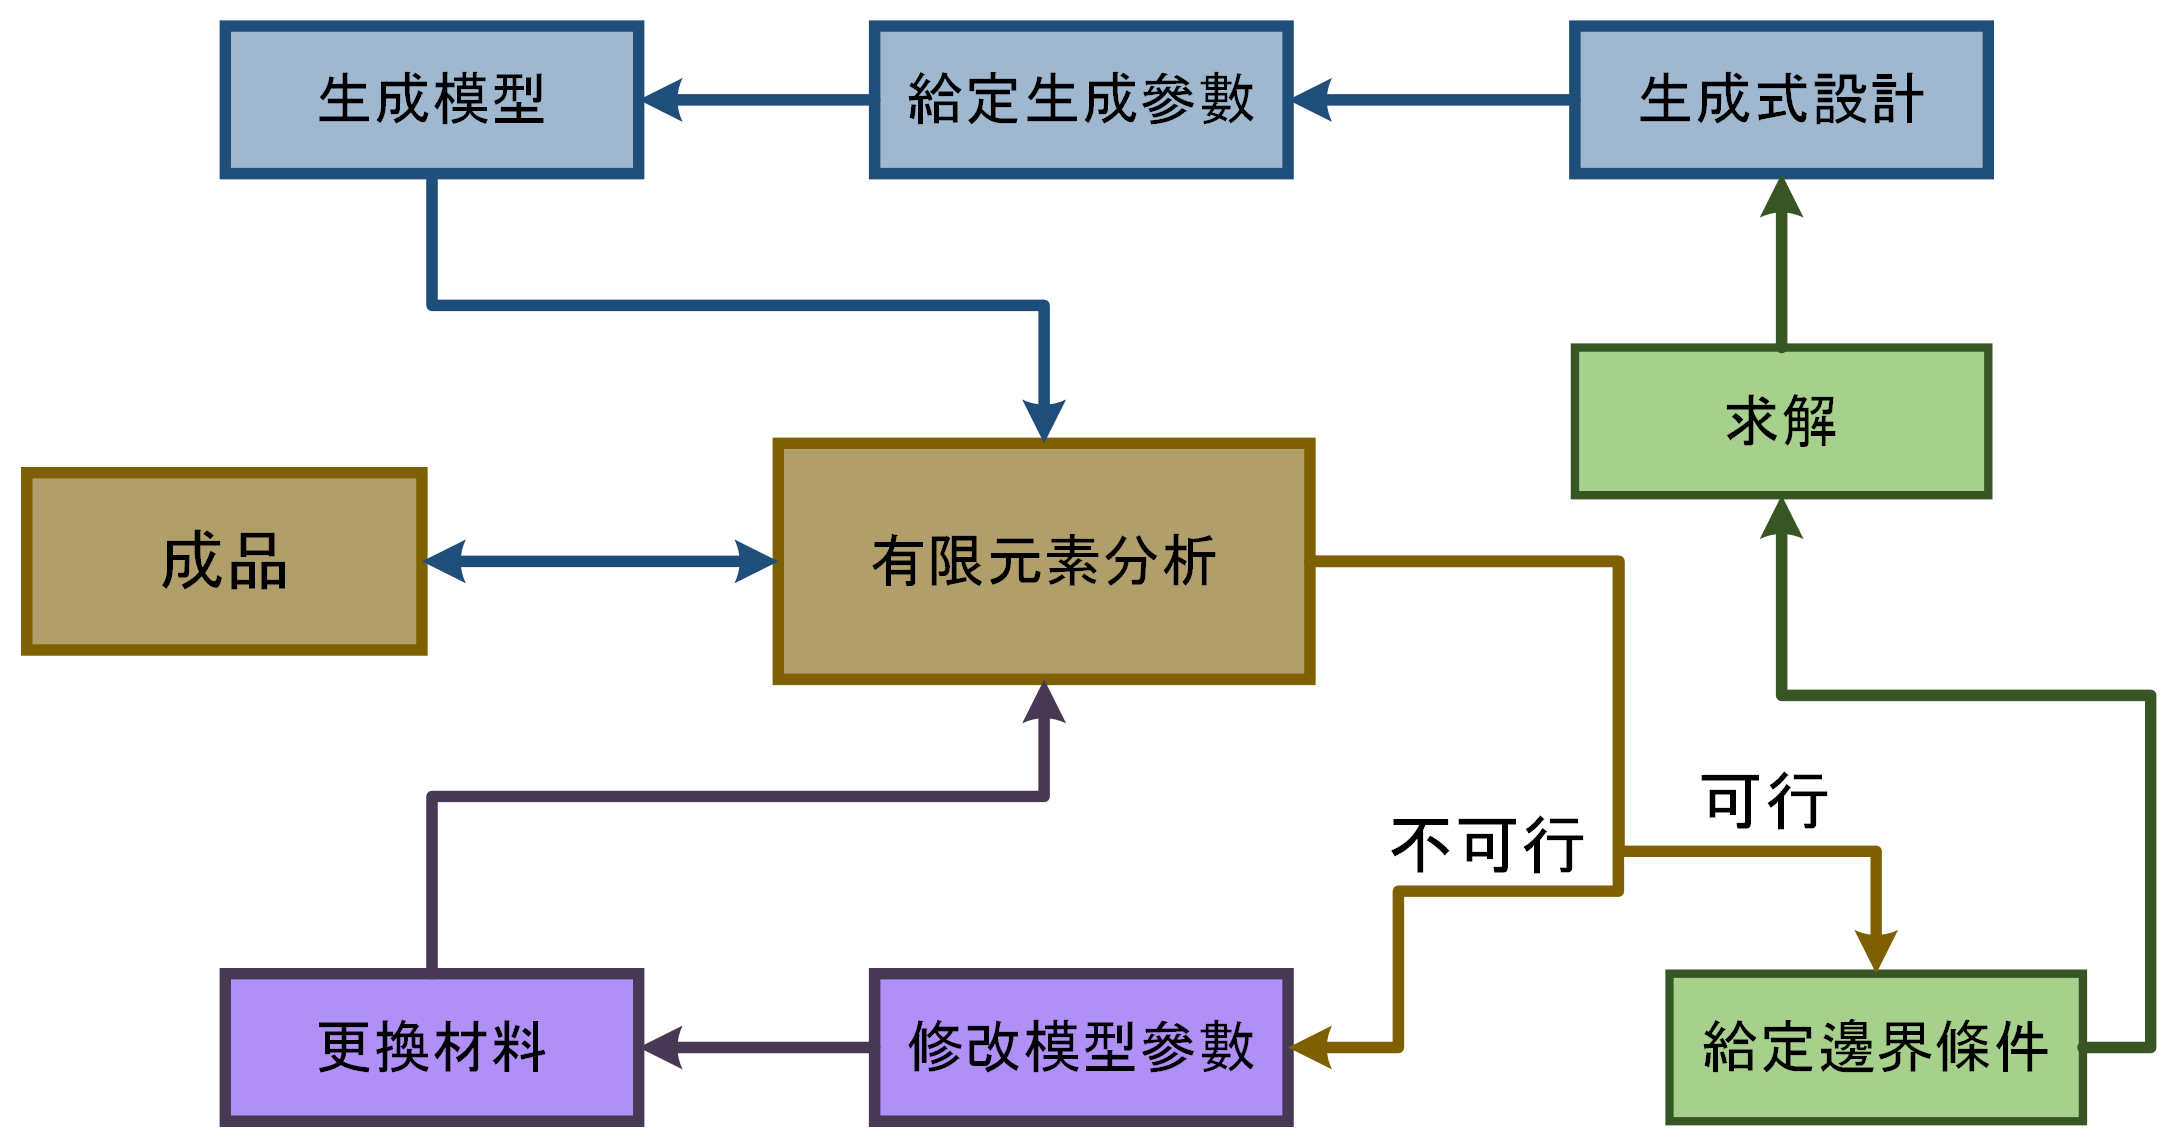 生成模型
給定生成參數
生成式設計
求解
成品
有限元素分析
可行
不可行
更換材料
修改模型參數
給定邊界條件